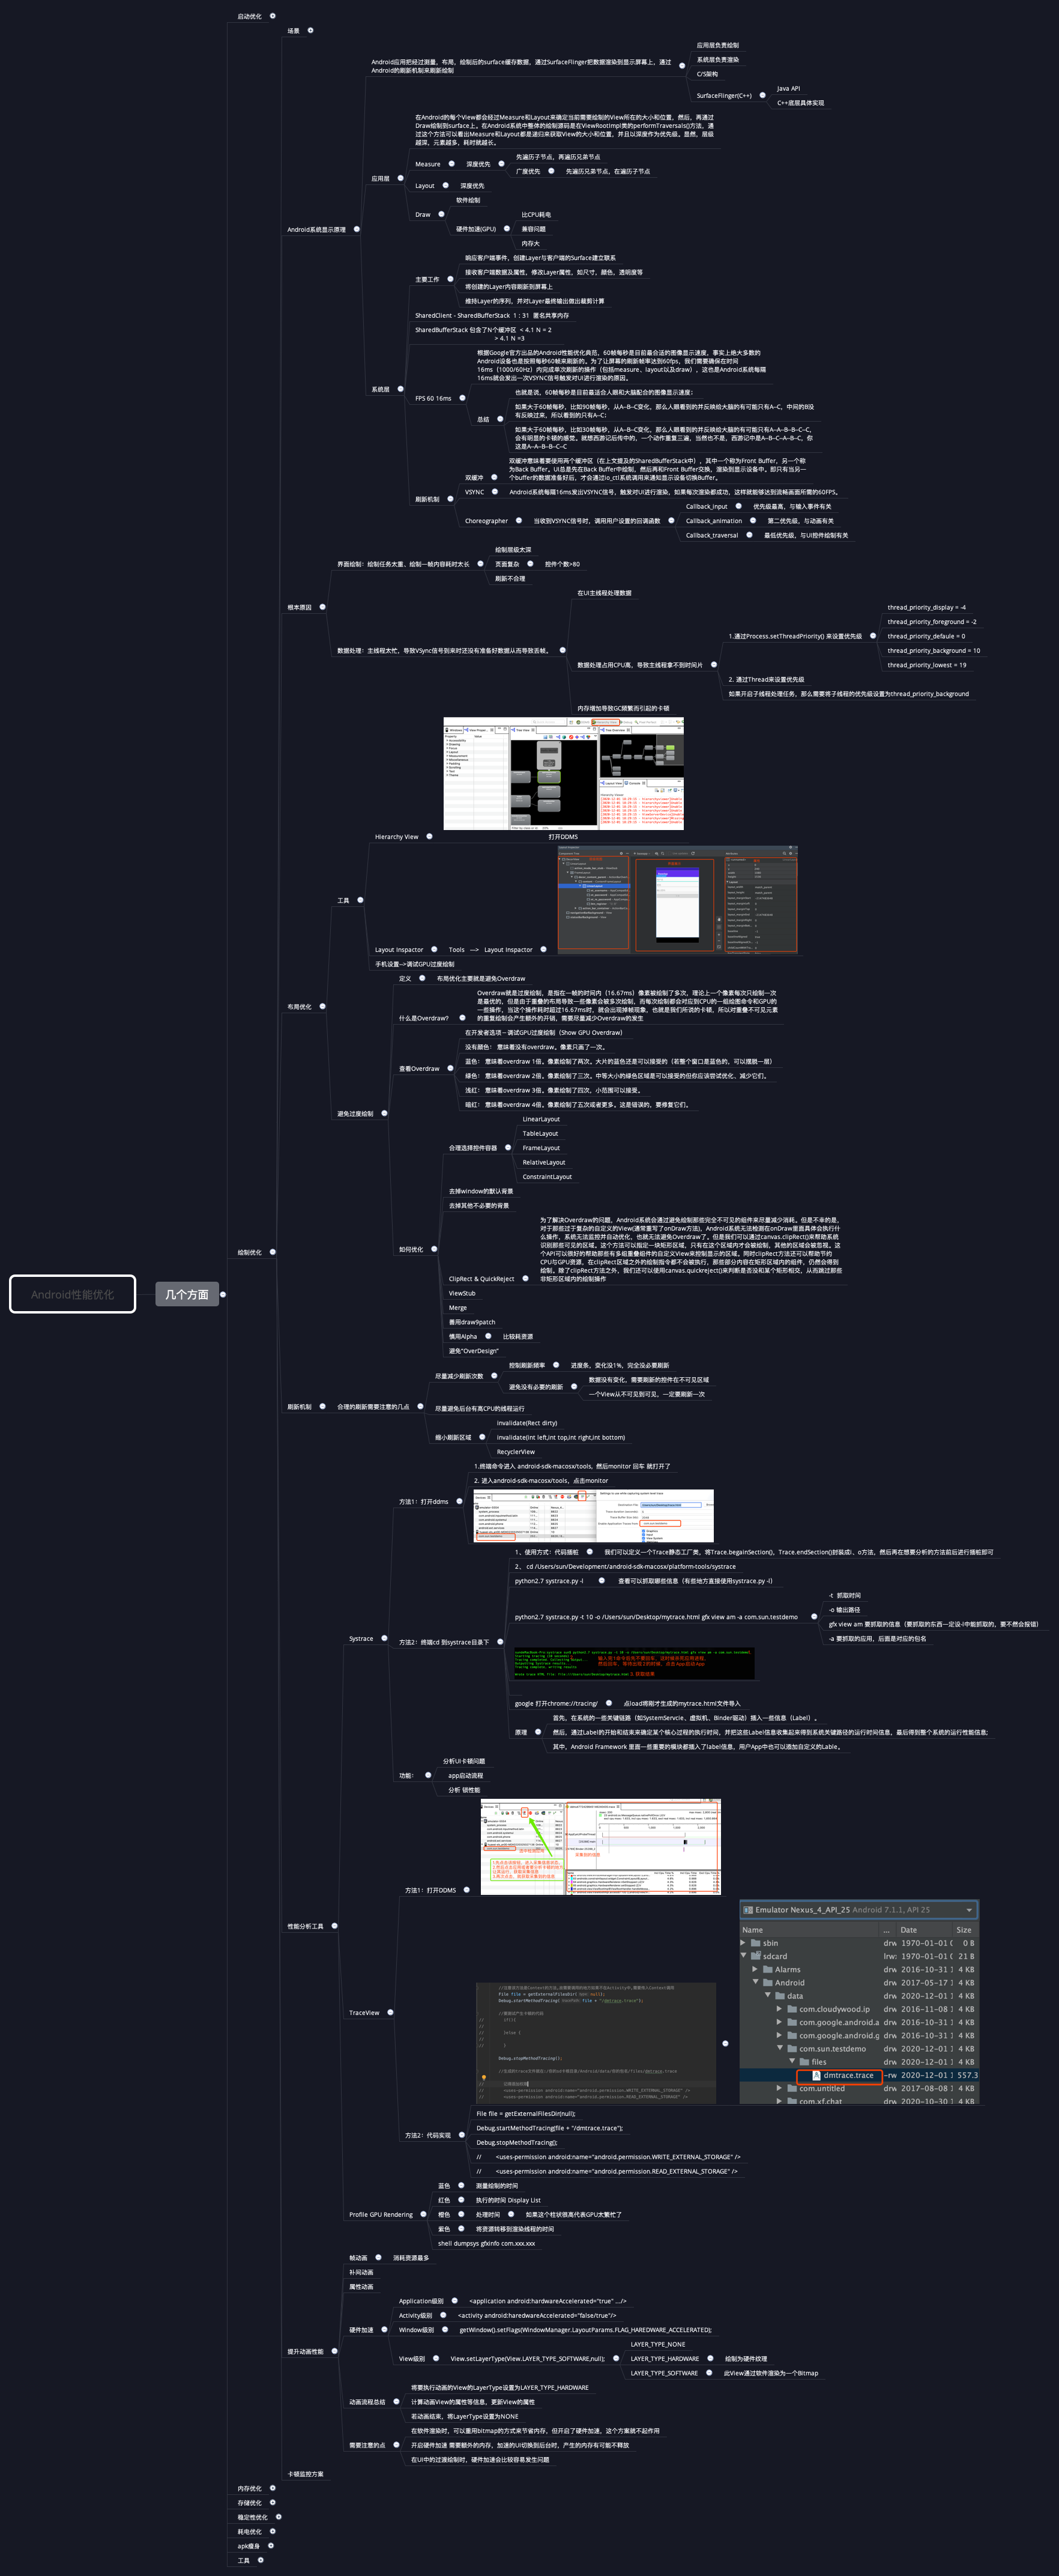 启动优化
场景
Android应用把经过测量，布局，绘制后的surface缓存数据，通过SurfaceFlinger把数据渲染到显示屏幕上，通过
Android的刷新机制来刷新绘制
应用层负责绘制
系统层负责渲染
C/S架构
SurfaceFlinger(C++)
Java API
C++底层具体实现
在Android的每个View都会经过Measure和Layout来确定当前需要绘制的View所在的大小和位置，然后，再通过
Draw绘制到surface上。在Android系统中整体的绘制源码是在ViewRootImpl类的performTraversals()方法，通
过这个方法可以看出Measure和Layout都是递归来获取View的大小和位置，并且以深度作为优先级。显然，层级
越深，元素越多，耗时就越长。
Measure
深度优先
先遍历子节点，再遍历兄弟节点
广度优先
先遍历兄弟节点，在遍历子节点
应用层
Layout
深度优先
Draw
软件绘制
硬件加速(GPU)
比CPU耗电
兼容问题
内存大
Android系统显示原理
主要工作
响应客户端事件，创建Layer与客户端的Surface建立联系
接收客户端数据及属性，修改Layer属性，如尺寸，颜色，透明度等
将创建的Layer内容刷新到屏幕上
维持Layer的序列，并对Layer最终输出做出裁剪计算
SharedClient - SharedBufferStack 1 : 31 匿名共享内存
SharedBufferStack 包含了N个缓冲区 < 4.1 N = 2
> 4.1 N =3
系统层
FPS 60 16ms
根据Google官方出品的Android性能优化典范，60帧每秒是目前最合适的图像显示速度，事实上绝大多数的
Android设备也是按照每秒60帧来刷新的。为了让屏幕的刷新帧率达到60fps，我们需要确保在时间
16ms（1000/60Hz）内完成单次刷新的操作（包括measure、layout以及draw），这也是Android系统每隔
16ms就会发出一次VSYNC信号触发对UI进行渲染的原因。
总结
也就是说，60帧每秒是目前最适合人眼和大脑配合的图像显示速度：
如果大于60帧每秒，比如90帧每秒，从A-B-C变化，那么人眼看到的并反映给大脑的有可能只有A-C，中间的B没
有反映过来，所以看到的只有A-C；
如果大于60帧每秒，比如30帧每秒，从A-B-C变化，那么人眼看到的并反映给大脑的有可能只有A-A-B-B-C-C，
会有明显的卡顿的感觉。就想西游记后传中的，一个动作重复三遍，当然也不是，西游记中是A-B-C-A-B-C，你
这是A-A-B-B-C-C
刷新机制
双缓冲
双缓冲意味着要使用两个缓冲区（在上文提及的SharedBufferStack中），其中一个称为Front Buffer，另一个称
为Back Buffer。UI总是先在Back Buffer中绘制，然后再和Front Buffer交换，渲染到显示设备中。即只有当另一
个buffer的数据准备好后，才会通过io_ctl系统调用来通知显示设备切换Buffer。
VSYNC
Android系统每隔16ms发出VSYNC信号，触发对UI进行渲染，如果每次渲染都成功，这样就能够达到流畅画面所需的60FPS。
Choreographer
当收到VSYNC信号时，调用用户设置的回调函数
Callback_input
优先级最高，与输入事件有关
Callback_animation
第二优先级，与动画有关
Callback_traversal
最低优先级，与UI控件绘制有关
根本原因
界面绘制：绘制任务太重，绘制一帧内容耗时太长
绘制层级太深
页面复杂
控件个数>80
刷新不合理
数据处理：主线程太忙，导致VSync信号到来时还没有准备好数据从而导致丢帧。
在UI主线程处理数据
数据处理占用CPU高，导致主线程拿不到时间片
1.通过Process.setThreadPriority() 来设置优先级
thread_priority_display = -4
thread_priority_foreground = -2
thread_priority_defaule = 0
thread_priority_background = 10
thread_priority_lowest = 19
2. 通过Thread来设置优先级
如果开启子线程处理任务，那么需要将子线程的优先级设置为thread_priority_background
内存增加导致GC频繁而引起的卡顿
工具
Hierarchy View
打开DDMS
Layout Inspactor
Tools —> Layout Inspactor
手机设置—>调试GPU过度绘制
布局优化
定义
布局优化主要就是避免Overdraw
什么是Overdraw?
Overdraw就是过度绘制，是指在一帧的时间内（16.67ms）像素被绘制了多次，理论上一个像素每次只绘制一次
是最优的，但是由于重叠的布局导致一些像素会被多次绘制，而每次绘制都会对应到CPU的一组绘图命令和GPU的
一些操作，当这个操作耗时超过16.67ms时，就会出现掉帧现象，也就是我们所说的卡顿，所以对重叠不可见元素
的重复绘制会产生额外的开销，需要尽量减少Overdraw的发生
查看Overdraw
在开发者选项－调试GPU过度绘制（Show GPU Overdraw）
没有颜色： 意味着没有overdraw。像素只画了一次。
蓝色： 意味着overdraw 1倍。像素绘制了两次。大片的蓝色还是可以接受的（若整个窗口是蓝色的，可以摆脱一层）
绿色： 意味着overdraw 2倍。像素绘制了三次。中等大小的绿色区域是可以接受的但你应该尝试优化、减少它们。
浅红： 意味着overdraw 3倍。像素绘制了四次，小范围可以接受。
暗红： 意味着overdraw 4倍。像素绘制了五次或者更多。这是错误的，要修复它们。
避免过度绘制
如何优化
合理选择控件容器
LinearLayout
TableLayout
FrameLayout
RelativeLayout
ConstraintLayout
去掉window的默认背景
去掉其他不必要的背景
ClipRect & QuickReject
为了解决Overdraw的问题，Android系统会通过避免绘制那些完全不可见的组件来尽量减少消耗。但是不幸的是，
对于那些过于复杂的自定义的View(通常重写了onDraw方法)，Android系统无法检测在onDraw里面具体会执行什
么操作，系统无法监控并自动优化，也就无法避免Overdraw了。但是我们可以通过canvas.clipRect()来帮助系统
识别那些可见的区域。这个方法可以指定一块矩形区域，只有在这个区域内才会被绘制，其他的区域会被忽视。这
个API可以很好的帮助那些有多组重叠组件的自定义View来控制显示的区域。同时clipRect方法还可以帮助节约
CPU与GPU资源，在clipRect区域之外的绘制指令都不会被执行，那些部分内容在矩形区域内的组件，仍然会得到
绘制。除了clipRect方法之外，我们还可以使用canvas.quickreject()来判断是否没和某个矩形相交，从而跳过那些
非矩形区域内的绘制操作
ViewStub
Merge
善用draw9patch
慎用Alpha
比较耗资源
避免"OverDesign"
绘制优化
Android性能优化
几个方面
刷新机制
合理的刷新需要注意的几点
尽量减少刷新次数
控制刷新频率
进度条，变化没1%，完全没必要刷新
避免没有必要的刷新
数据没有变化，需要刷新的控件在不可见区域
一个View从不可见到可见，一定要刷新一次
尽量避免后台有高CPU的线程运行
缩小刷新区域
invalidate(Rect dirty)
invalidate(int left,int top,int right,int bottom)
RecyclerView
Systrace
方法1：打开ddms
1.终端命令进入 android-sdk-macosx/tools, 然后monitor 回车 就打开了
2. 进入android-sdk-macosx/tools，点击monitor
方法2：终端cd 到systrace目录下
1、使用方式：代码插桩
我们可以定义一个Trace静态工厂类，将Trace.begainSection()，Trace.endSection()封装成i、o方法，然后再在想要分析的方法前后进行插桩即可
2、 cd /Users/sun/Development/android-sdk-macosx/platform-tools/systrace
python2.7 systrace.py -l
查看可以抓取哪些信息（有些地方直接使用systrace.py -l）
python2.7 systrace.py -t 10 -o /Users/sun/Desktop/mytrace.html gfx view am -a com.sun.testdemo
-t 抓取时间
-o 输出路径
gfx view am 要抓取的信息（要抓取的东西一定设-l中能抓取的，要不然会报错）
-a 要抓取的应用，后面是对应的包名
google 打开chrome://tracing/
点load将刚才生成的mytrace.html文件导入
原理
首先，在系统的一些关键链路（如SystemServcie、虚拟机、Binder驱动）插入一些信息（Label）。
然后，通过Label的开始和结束来确定某个核心过程的执行时间，并把这些Label信息收集起来得到系统关键路径的运行时间信息，最后得到整个系统的运行性能信息；
其中，Android Framework 里面一些重要的模块都插入了label信息，用户App中也可以添加自定义的Lable。
功能：
分析UI卡顿问题
app启动流程
分析 锁性能
性能分析工具
TraceView
方法1：打开DDMS
Emulator Nexus_4_API_25 Android 7.1.1, API 25
Name ... Date Size
sbin drw 1970-01-01 0 B
sdcard lrw: 1970-01-01 21 B
Alarms drw 2016-10-31 4 KB
Android drw 2017-05-17 4 KB
data drw 2020-12-01 4 KB
com.cloudywood.ip drw 2016-11-08 4 KB
com.google.android.a drw 2016-10-31 4 KB
com.google.android.g drw 2016-10-31 4 KB
com.sun.testdemo drw 2020-12-01 4 KB
files drw 2020-12-01 4 KB
dmtrace.trace -rw 2020-12-01 557.3
com.untitled drw 2017-08-08 4 KB
com.xf.chat drw 2020-10-30 4 KB
方法2：代码实现
File file = getExternalFilesDir(null);
Debug.startMethodTracing(file + "/dmtrace.trace");
Debug.stopMethodTracing();
// <uses-permission android:name="android.permission.WRITE_EXTERNAL_STORAGE" />
// <uses-permission android:name="android.permission.READ_EXTERNAL_STORAGE" />
Profile GPU Rendering
蓝色
测量绘制的时间
红色
执行的时间 Display List
橙色
处理时间
如果这个柱状很高代表GPU太繁忙了
紫色
将资源转移到渲染线程的时间
shell dumpsys gfxinfo com.xxx.xxx
提升动画性能
帧动画
消耗资源最多
补间动画
属性动画
硬件加速
Application级别
<application android:hardwareAccelerated="true" .../>
Activity级别
<activity android:haredwareAccelerated="false/true"/>
Window级别
getWindow().setFlags(WindowManager.LayoutParams.FLAG_HAREDWARE_ACCELERATED);
View级别
View.setLayerType(View.LAYER_TYPE_SOFTWARE,null);
LAYER_TYPE_NONE
LAYER_TYPE_HARDWARE
绘制为硬件纹理
LAYER_TYPE_SOFTWARE
此View通过软件渲染为一个Bitmap
动画流程总结
将要执行动画的View的LayerType设置为LAYER_TYPE_HARDWARE
计算动画View的属性等信息，更新View的属性
若动画结束，将LayerType设置为NONE
需要注意的点
在软件渲染时，可以重用bitmap的方式来节省内存，但开启了硬件加速，这个方案就不起作用
开启硬件加速 需要额外的内存，加速的UI切换到后台时，产生的内存有可能不释放
在UI中的过渡绘制时，硬件加速会比较容易发生问题
卡顿监控方案
内存优化
存储优化
稳定性优化
耗电优化
apk瘦身
工具